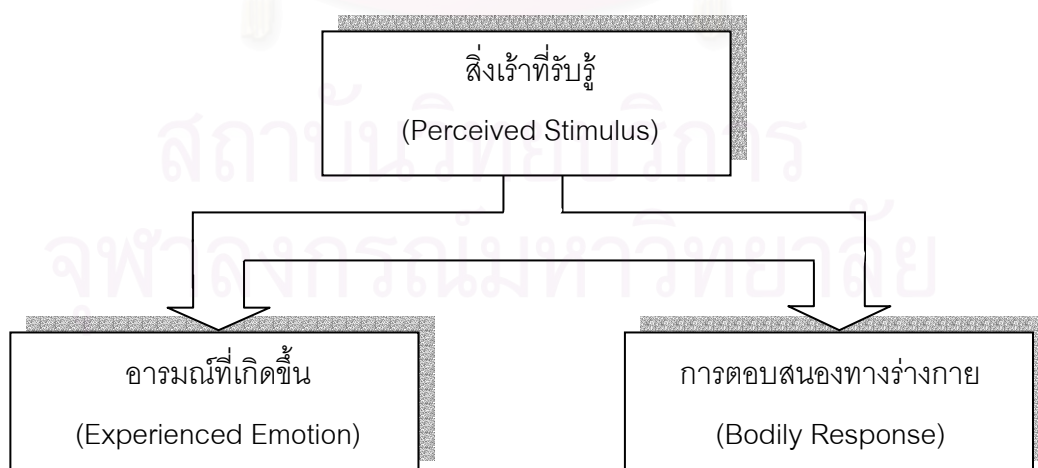 สิ่งเร้าที่รับรู้
(Perceived Stimulus)
สถาบันวิทยบริการ
จุฬาลงกรณ์มหาวิทยาลัย
อารมณ์ที่เกิดขึ้น
(Experienced Emotion)
การตอบสนองทางร่างกาย
(Bodily Response)